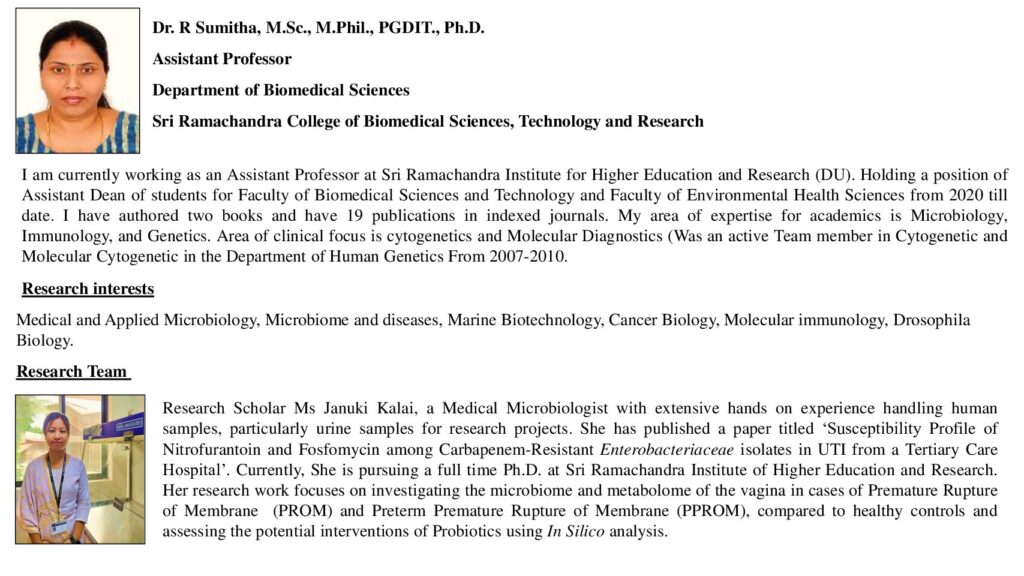 Dr. R Sumitha, M.Sc., M.Phil., PGDIT., Ph.D.
Assistant Professor
Department of Biomedical Sciences
Sri Ramachandra College of Biomedical Sciences, Technology and Research
I am currently working as an Assistant Professor at Sri Ramachandra Institute for Higher Education and Research (DU). Holding a position of
Assistant Dean of students for Faculty of Biomedical Sciences and Technology and Faculty of Environmental Health Sciences from 2020 till
date. I have authored two books and have 19 publications in indexed journals. My area of expertise for academics is Microbiology,
Immunology, and Genetics. Area of clinical focus is cytogenetics and Molecular Diagnostics (Was an active Team member in Cytogenetic and
Molecular Cytogenetic in the Department of Human Genetics From 2007-2010.
Research interests
Medical and Applied Microbiology, Microbiome and diseases, Marine Biotechnology, Cancer Biology, Molecular immunology, Drosophila
Biology.
Research Team
Research Scholar Ms Januki Kalai, a Medical Microbiologist with extensive hands on experience handling human
samples, particularly urine samples for research projects. She has published a paper titled ‘Susceptibility Profile of
Nitrofurantoin and Fosfomycin among Carbapenem-Resistant Enterobacteriaceae isolates in UTI from a Tertiary Care
Hospital’. Currently, She is pursuing a full time Ph.D. at Sri Ramachandra Institute of Higher Education and Research.
Her research work focuses on investigating the microbiome and metabolome of the vagina in cases of Premature Rupture
of Membrane (PROM) and Preterm Premature Rupture of Membrane (PPROM), compared to healthy controls and
assessing the potential interventions of Probiotics using In Silico analysis.